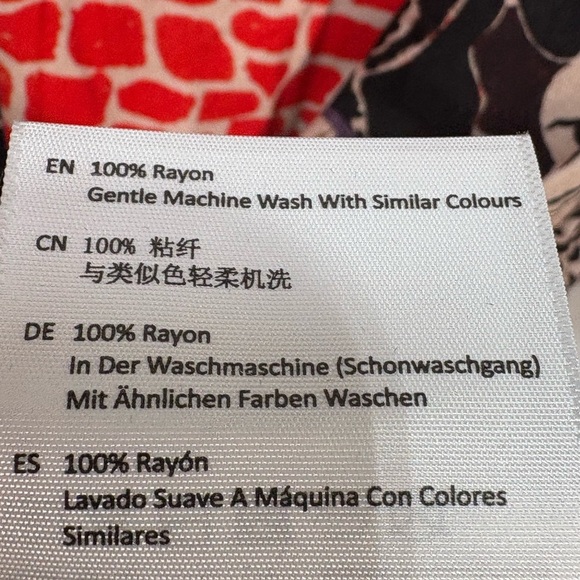 EN 100% Rayon
Gentle Machine Wash With Similar Colours
CN 100% 粘纤
与类似色轻柔机洗
DE 100% Rayon
In Der Waschmaschine (Schonwaschgang)
Mit Ähnlichen Farben Waschen
ES 100% Rayón
Lavado Suave A Máquina Con Colores
Similares